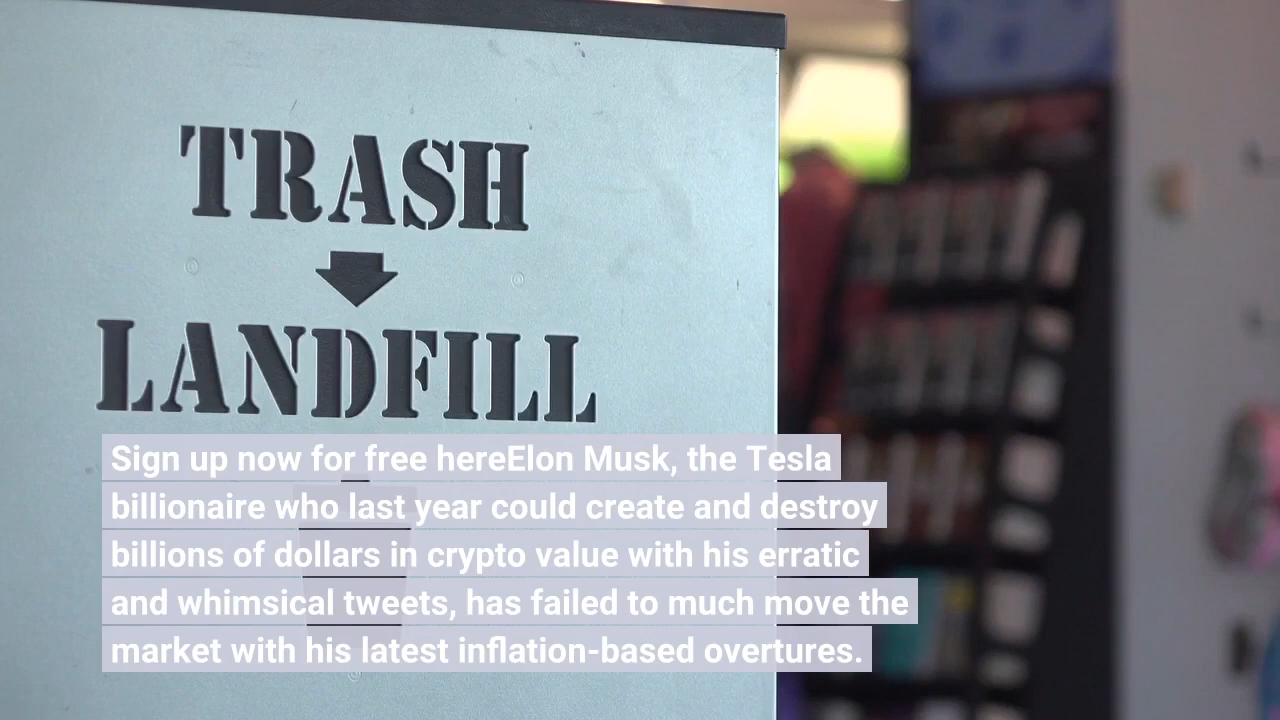 TRASH
LANDFILL
Sign up now for free hereElon Musk, the Tesla
billionaire who last year could create and destroy
billions of dollars in crypto value with his erratic
and whimsical tweets, has failed to much move the
market with his latest inflation-based overtures.